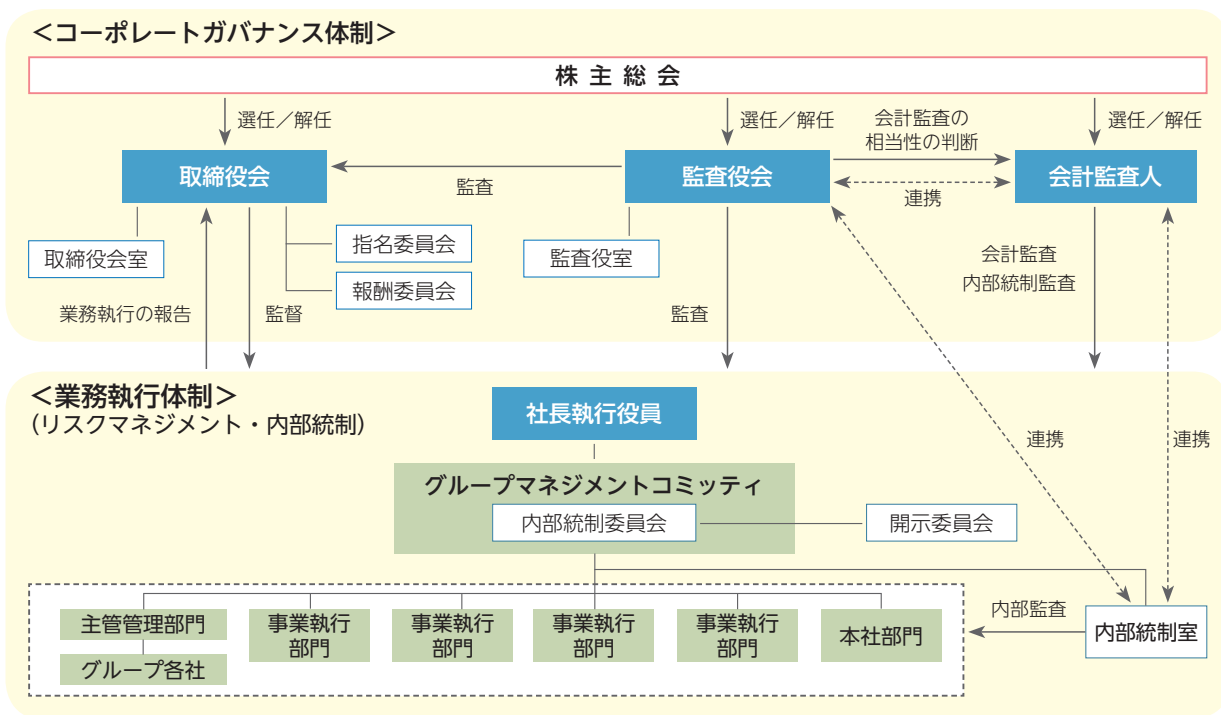 ＜コーポレートガバナンス体制＞
株主総会
選任／解任
選任／解任
会計監査の
相当性の判断
選任／解任
取締役会
監査
監査役会
連携
会計監査人
取締役会室
指名委員会
報酬委員会
監査役室
会計監査
内部統制監査
業務執行の報告
監督
監査
＜業務執行体制＞
（リスクマネジメント・内部統制）
社長執行役員
連携
連携
グループマネジメントコミッティ
内部統制委員会
開示委員会
主管管理部門
グループ各社
事業執行
部門
事業執行
部門
事業執行
部門
事業執行
部門
本社部門
内部監査
内部統制室